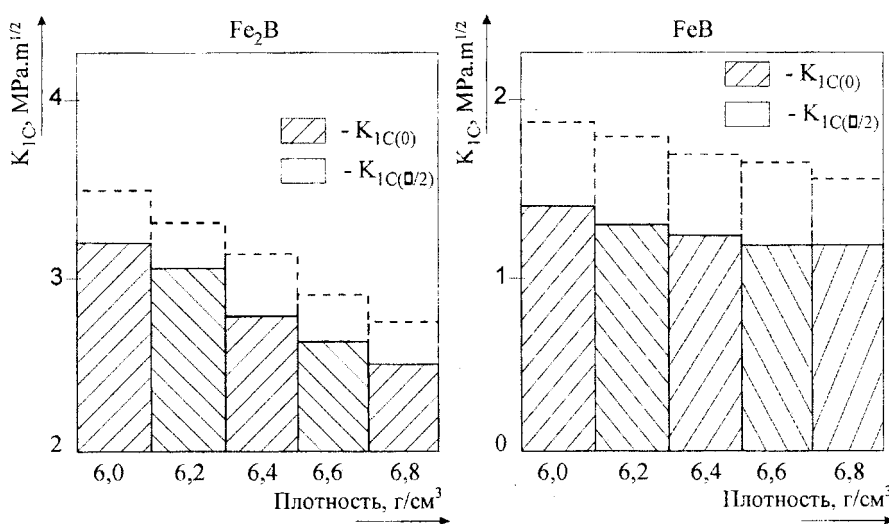 Fe₂B
K₁C, MPa.m^1/2
4
3
2
- K₁C(0)
- K₁C(▯/2)
6,0 6,2 6,4 6,6 6,8
Плотность, г/см³
FeB
K₁C, MPa.m^1/2
2
1
0
- K₁C(0)
- K₁C(▯/2)
6,0 6,2 6,4 6,6 6,8
Плотность, г/см³